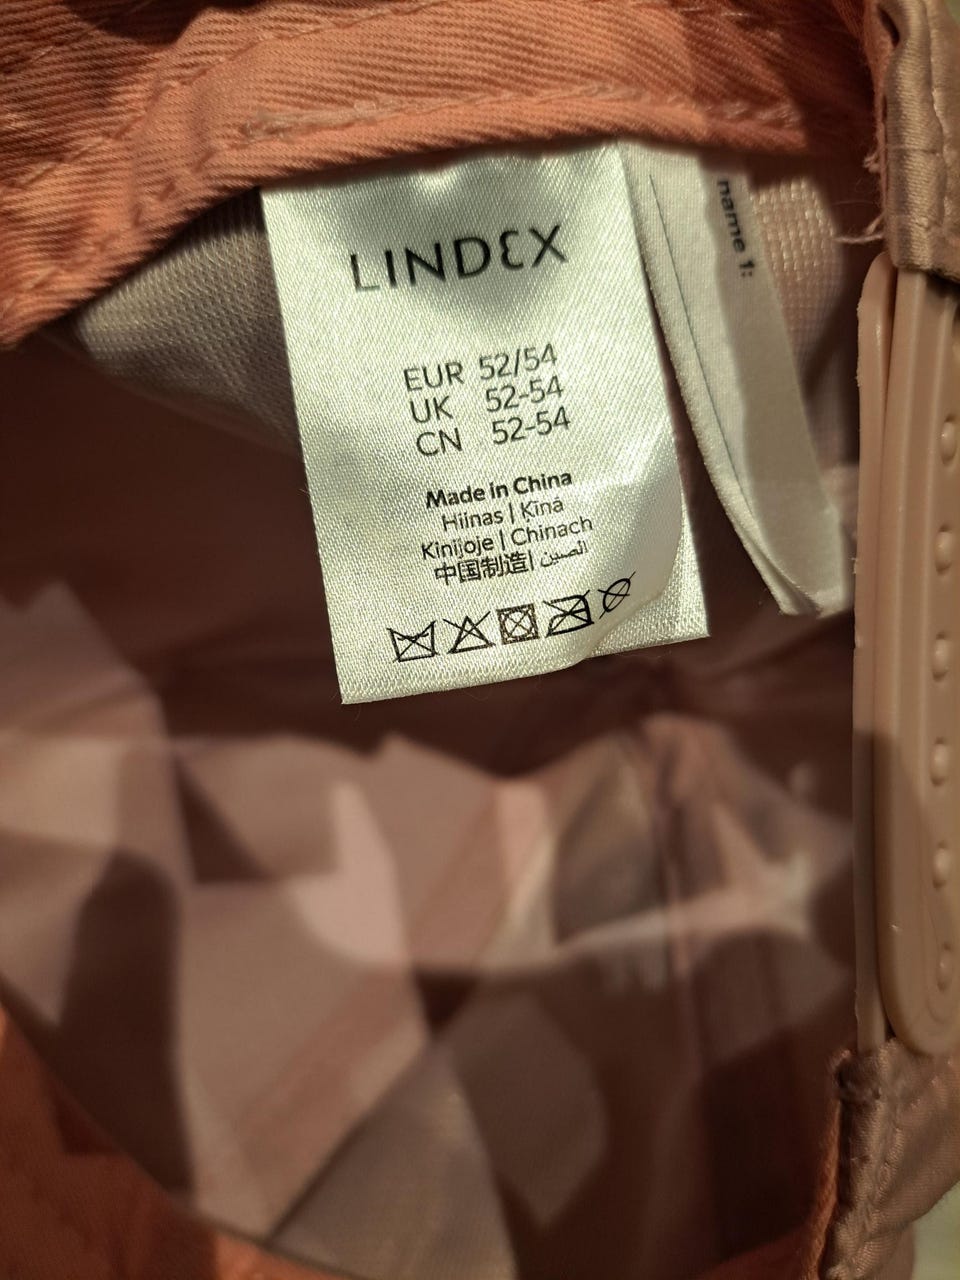 LINDEX
EUR 52/54
UK 52-54
CN 52-54
Made in China
Hiinas | Ķīna
Kinijoje | Chinach
中国制造| الصين
name 1: